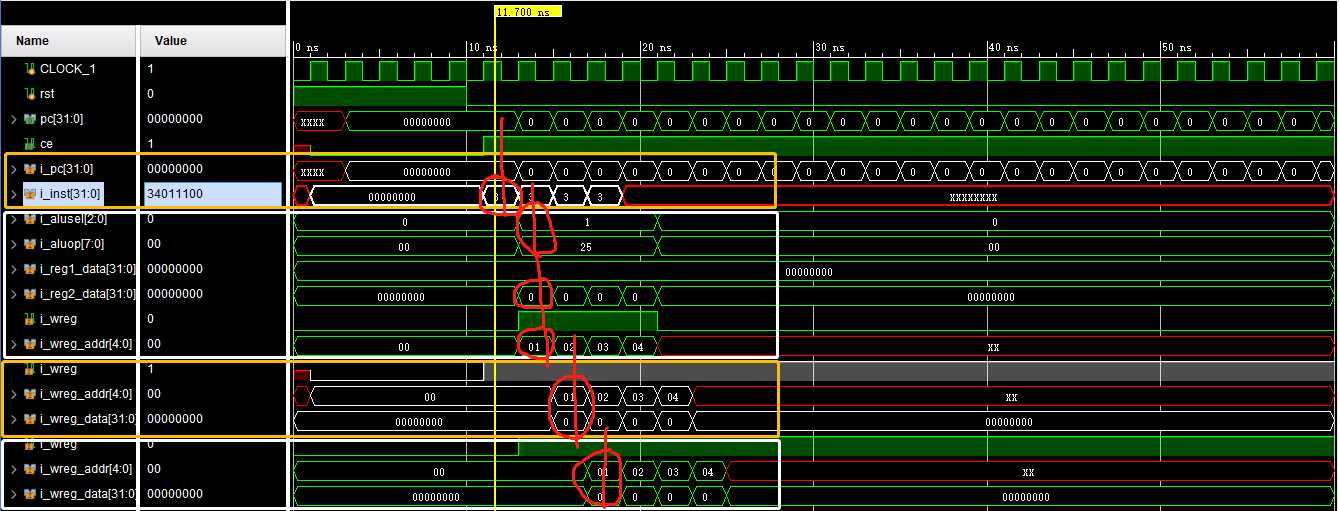 11.700 ns
Name Value
0 ns 10 ns 20 ns 30 ns 40 ns 50 ns
CLOCK_1 1
rst 0
pc[31:0] 00000000 XXXX 00000000 0 0 0 0 0 0 0 0 0 0 0 0 0 0 0 0 0 0 0 0 0 0 0
ce 1
i_pc[31:0] 00000000 XXXX 00000000 0 0 0 0 0 0 0 0 0 0 0 0 0 0 0 0 0 0 0 0 0 0 0
i_inst[31:0] 34011100 00000000 3 3 3 3 XXXXXXXX
i_alusel[2:0] 0 0 1 0
i_aluop[7:0] 00 00 25 00
i_reg1_data[31:0] 00000000 00000000
i_reg2_data[31:0] 00000000 00000000 0 0 0 0 00000000
i_wreg 0
i_wreg_addr[4:0] 00 00 01 02 03 04 XX
i_wreg 1
i_wreg_addr[4:0] 00 00 01 02 03 04 XX
i_wreg_data[31:0] 00000000 00000000 0 0 0 0 00000000
i_wreg 0
i_wreg_addr[4:0] 00 00 01 02 03 04 XX
i_wreg_data[31:0] 00000000 00000000 0 0 0 0 00000000